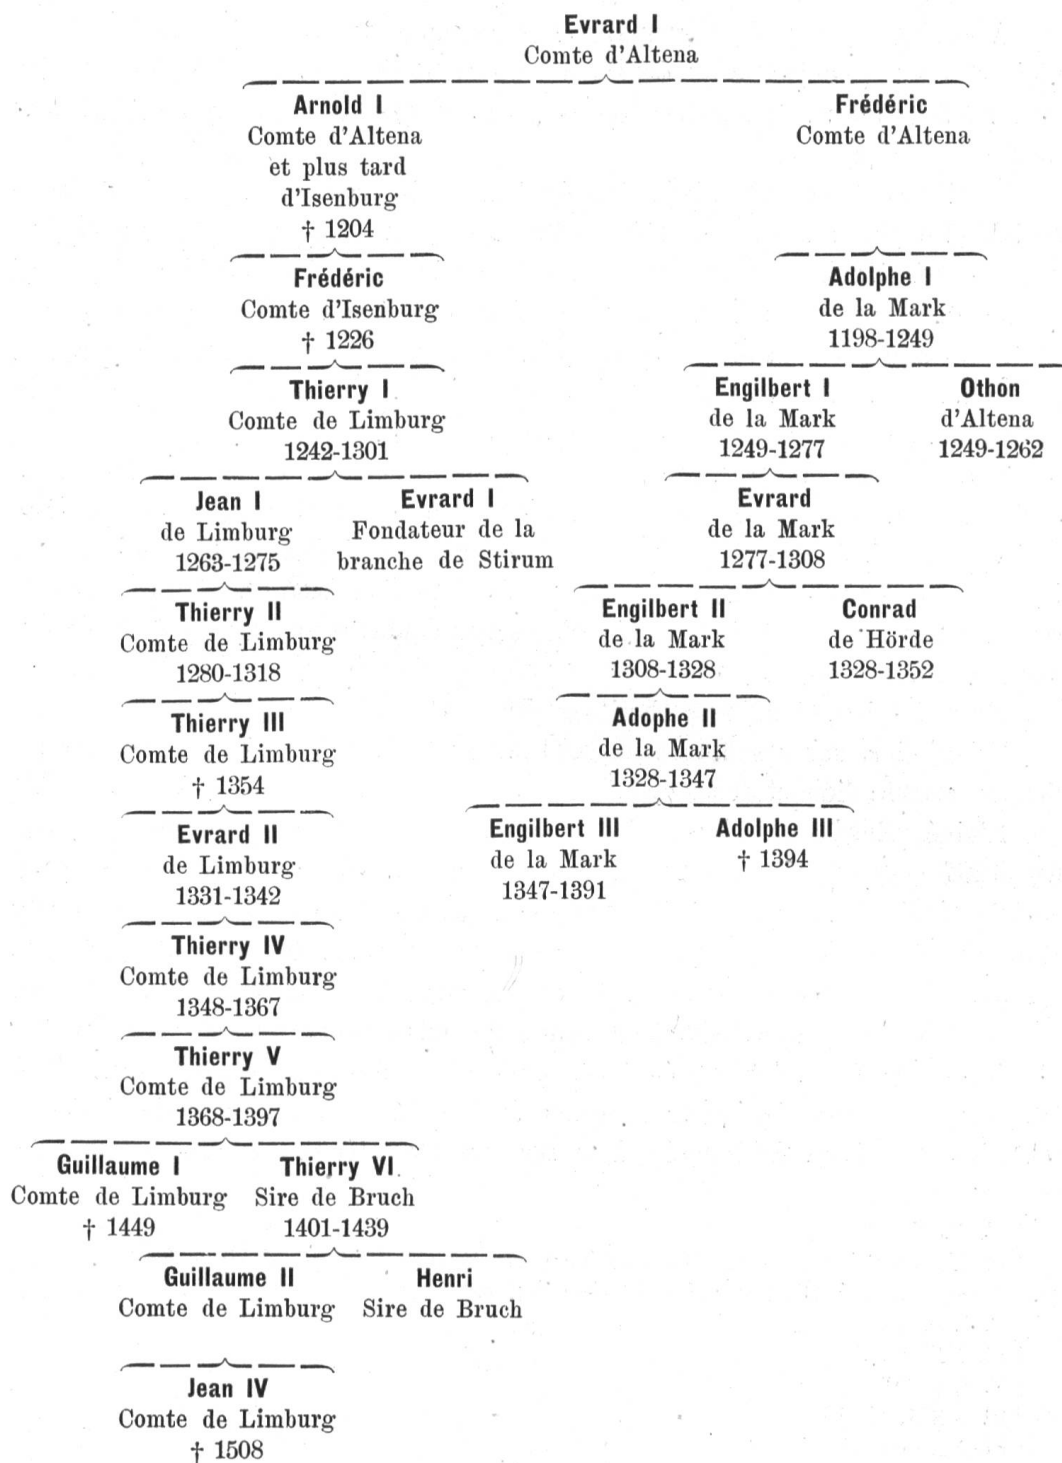 Evrard I
Comte d'Altena
Arnold I
Comte d'Altena
et plus tard
d'Isenburg
† 1204
Frédéric
Comte d'Altena
Frédéric
Comte d'Isenburg
† 1226
Adolphe I
de la Mark
1198-1249
Thierry I
Comte de Limburg
1242-1301
Engilbert I
de la Mark
1249-1277
Othon
d'Altena
1249-1262
Jean I
de Limburg
1263-1275
Evrard I
Fondateur de la
branche de Stirum
Evrard
de la Mark
1277-1308
Thierry II
Comte de Limburg
1280-1318
Engilbert II
de la Mark
1308-1328
Conrad
de Hörde
1328-1352
Thierry III
Comte de Limburg
† 1354
Adophe II
de la Mark
1328-1347
Evrard II
de Limburg
1331-1342
Engilbert III
de la Mark
1347-1391
Adolphe III
† 1394
Thierry IV
Comte de Limburg
1348-1367
Thierry V
Comte de Limburg
1368-1397
Guillaume I
Comte de Limburg
† 1449
Thierry VI
Sire de Bruch
1401-1439
Guillaume II
Comte de Limburg
Henri
Sire de Bruch
Jean IV
Comte de Limburg
† 1508